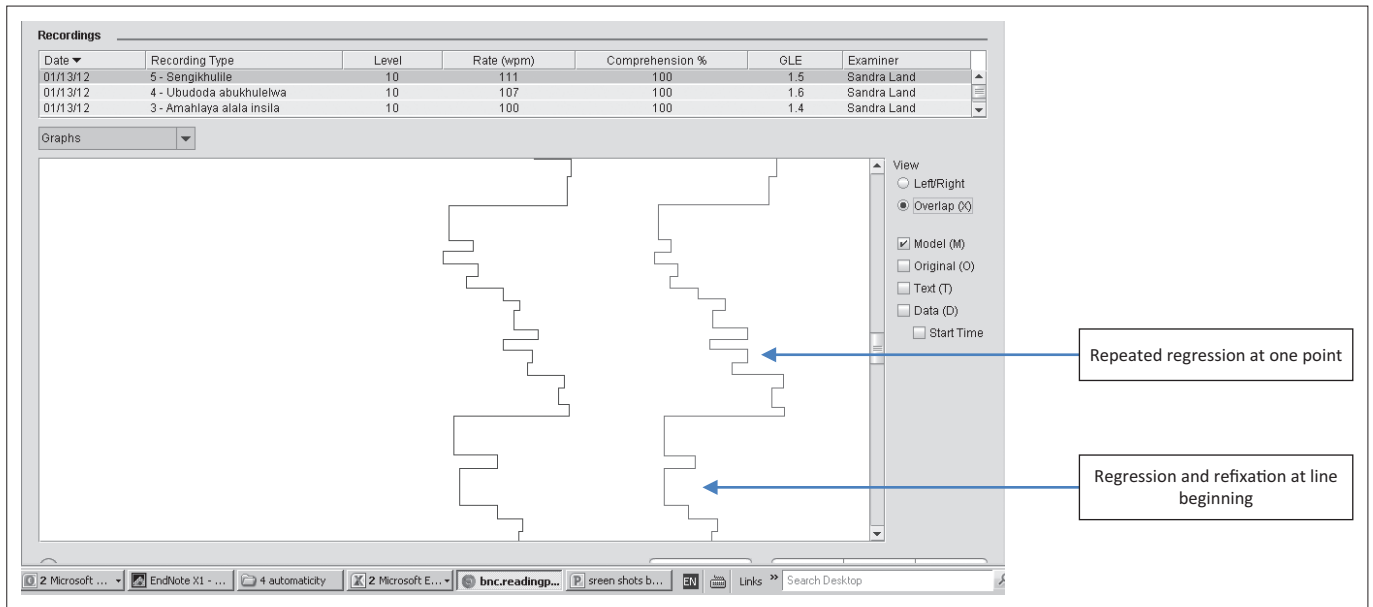 Recordings
Date Recording Type Level Rate (wpm) Comprehension % GLE Examiner
01/13/12 5 - Sengikhulile 10 111 100 1.5 Sandra Land
01/13/12 4 - Ubudoda abukhulelwa 10 107 100 1.6 Sandra Land
01/13/12 3 - Amahlaya alala insila 10 100 100 1.4 Sandra Land
Graphs
View
Left/Right
Overlap (X)
Model (M)
Original (O)
Text (T)
Data (D)
Start Time
Repeated regression at one point
Regression and refixation at line
beginning
2 Microsoft ... EndNote X1 - ... 4 automaticity 2 Microsoft E... bnc.readingp... sreen shots b... EN Links » Search Desktop